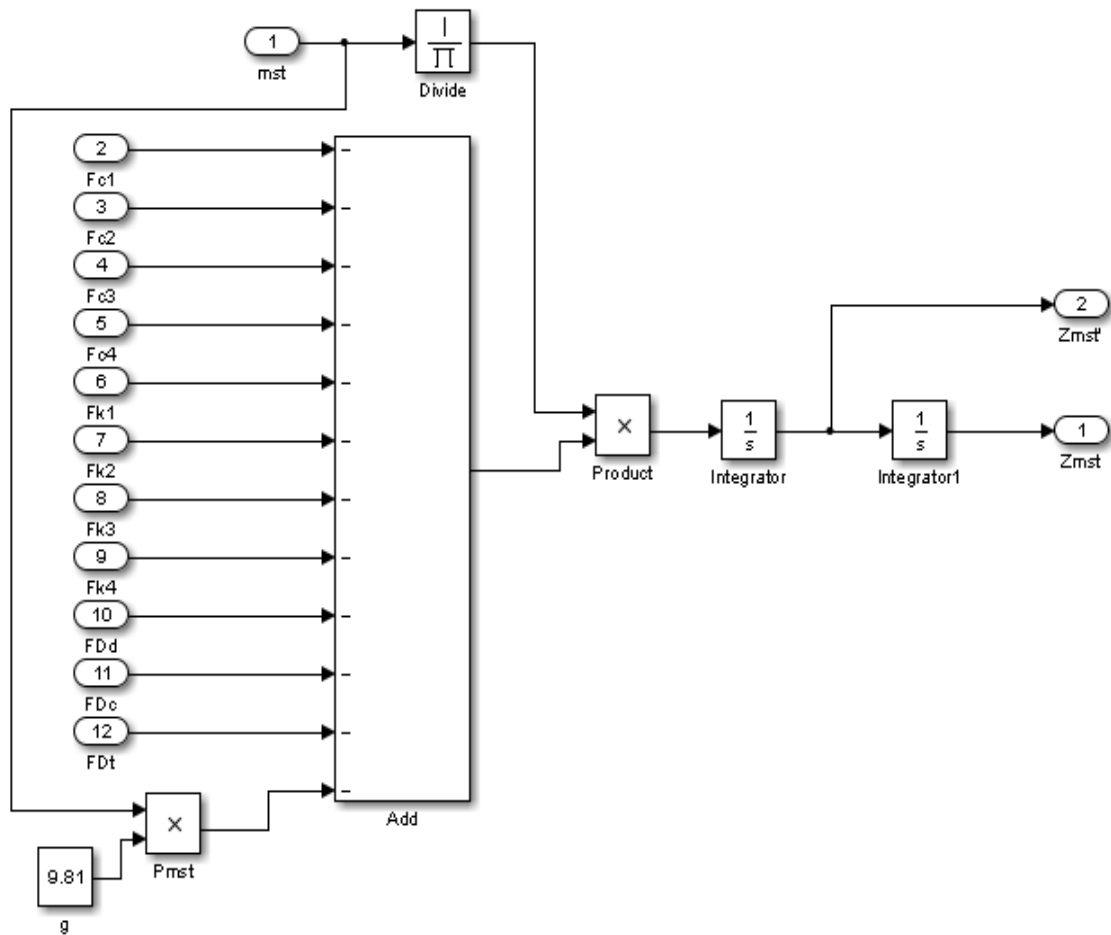 1
mst
1
∏
Divide
2
Fc1
3
Fc2
4
Fc3
5
Fc4
6
Fk1
7
Fk2
8
Fk3
9
Fk4
10
FDd
11
FDc
12
FDt
-
-
-
-
-
-
-
-
-
-
-
-
Add
×
Pmst
9.81
g
×
Product
1
s
Integrator
1
s
Integrator1
2
Zmst'
1
Zmst